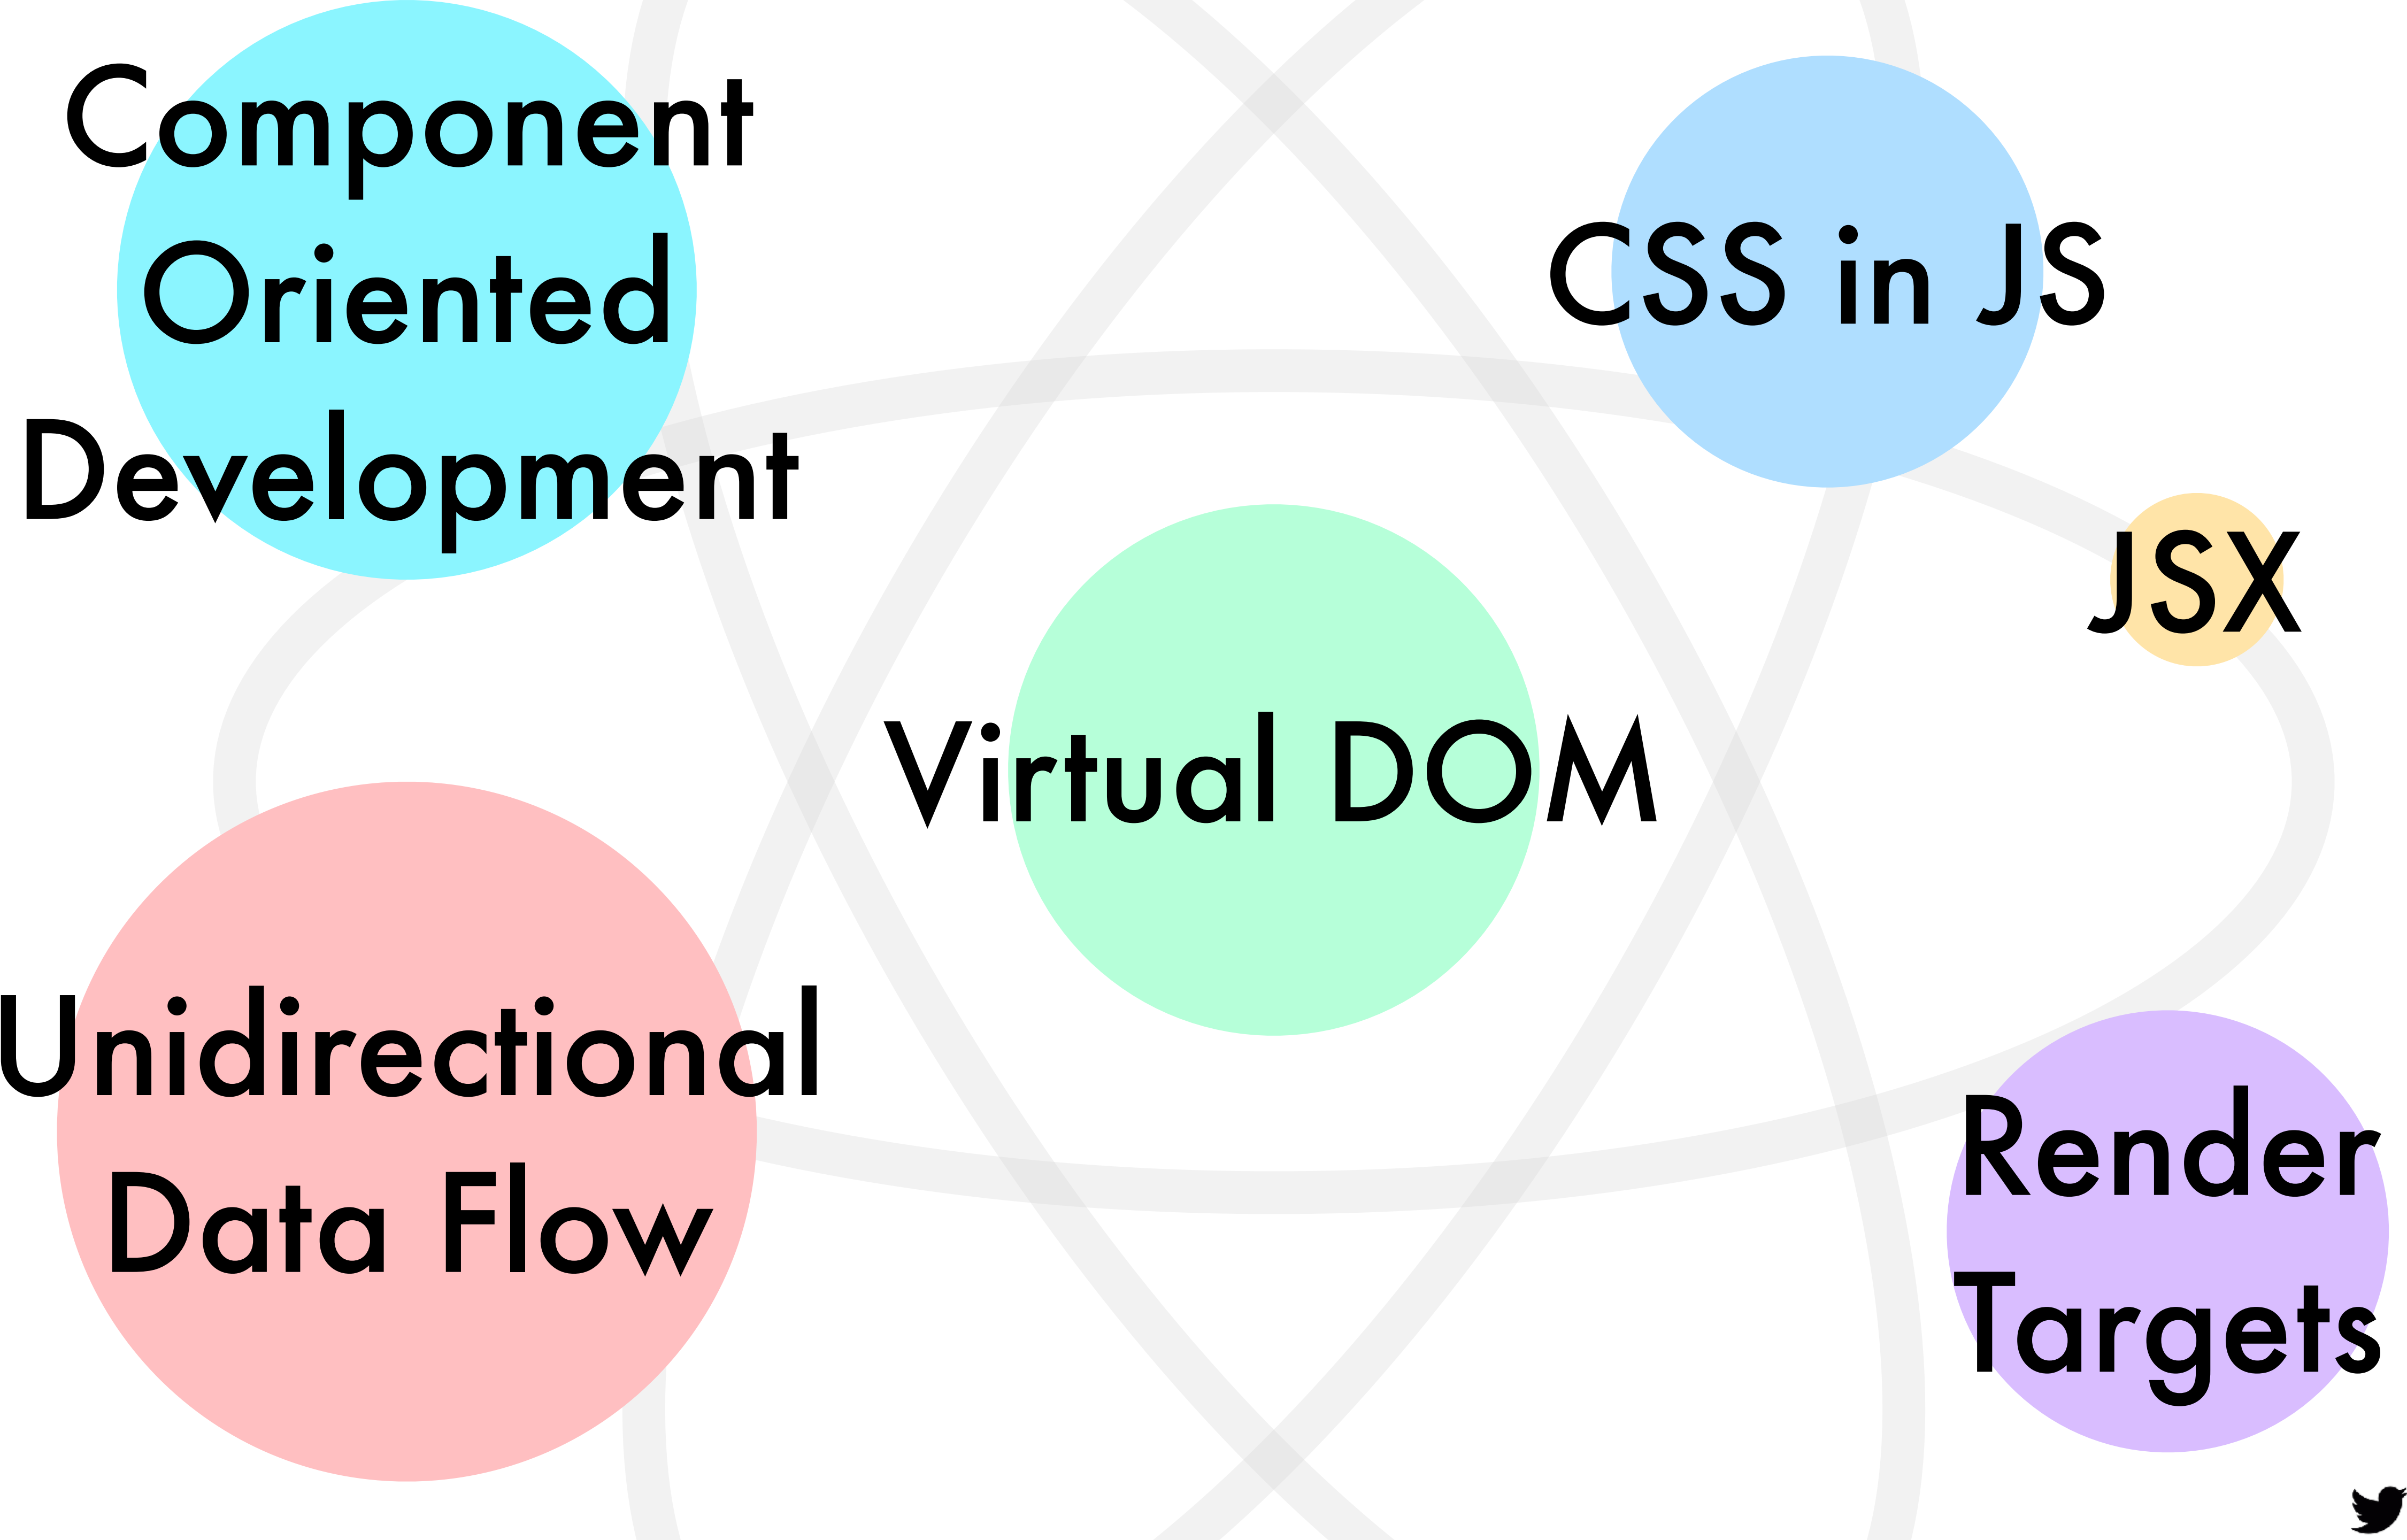 Component
Oriented
Development
CSS in JS
JSX
Virtual DOM
Unidirectional
Data Flow
Render
Targets